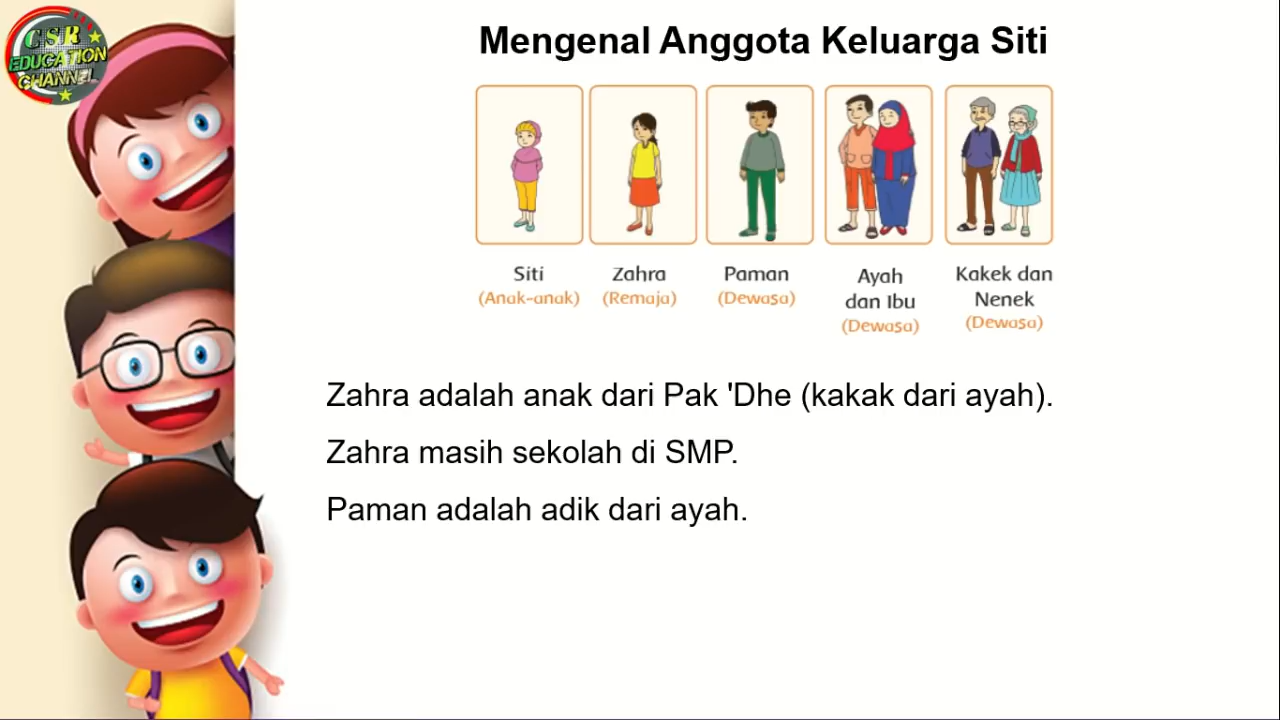 CSR
EDUCATION
CHANNEL
Mengenal Anggota Keluarga Siti
Siti
(Anak-anak)
Zahra
(Remaja)
Paman
(Dewasa)
Ayah
dan Ibu
(Dewasa)
Kakek dan
Nenek
(Dewasa)
Zahra adalah anak dari Pak 'Dhe (kakak dari ayah).
Zahra masih sekolah di SMP.
Paman adalah adik dari ayah.